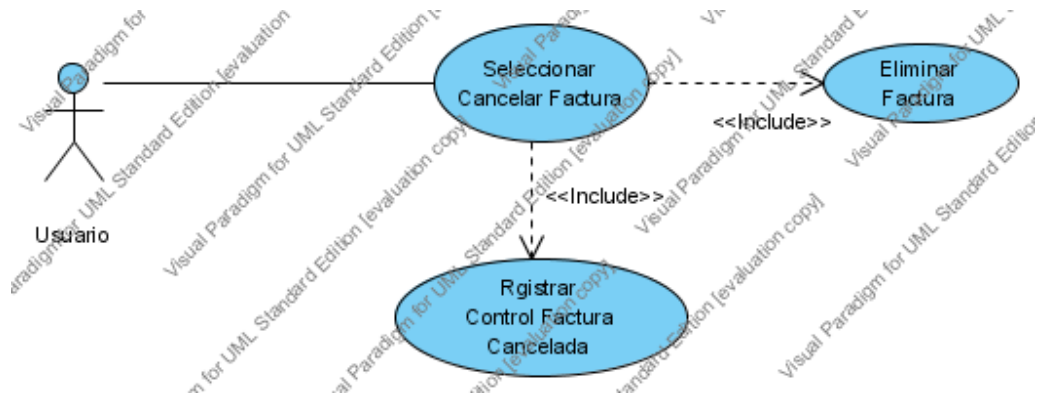 Seleccionar
Cancelar Factura
Eliminar
Factura
<<Include>>
<<Include>>
Usuario
Rgistrar
Control Factura
Cancelada
Visual Paradigm for UML Standard Edition [evaluation copy]